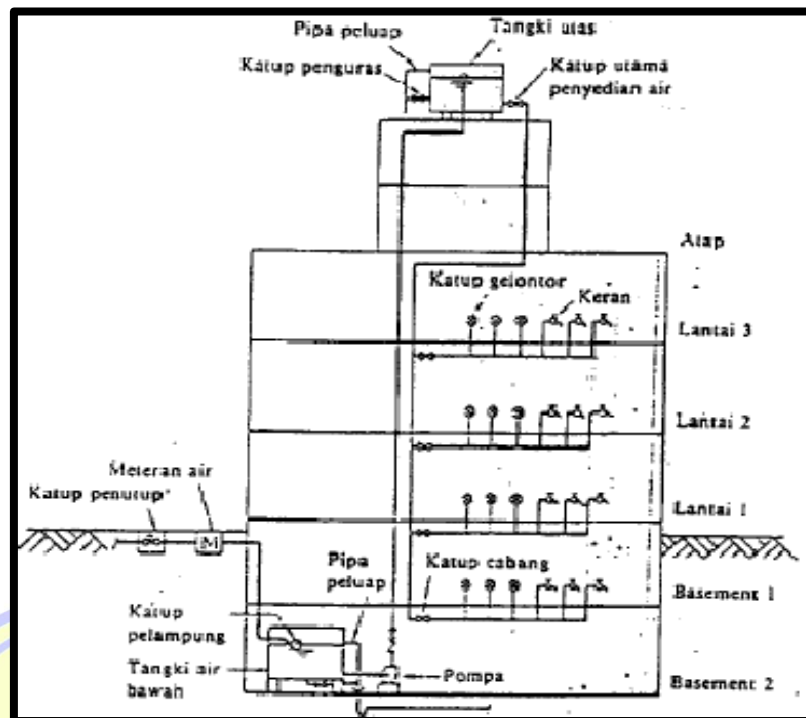 Pipa peluap
Tangki atas
Katup penguras
Katup utama
penyedian air
Atap
Katup gelontor
Keran
Lantai 3
Lantai 2
Meteran air
Katup penutup
Lantai 1
Pipa
peluap
Katup cabang
Basement 1
Katup
pelampung
Tangki air
bawah
Pompa
Basement 2
M